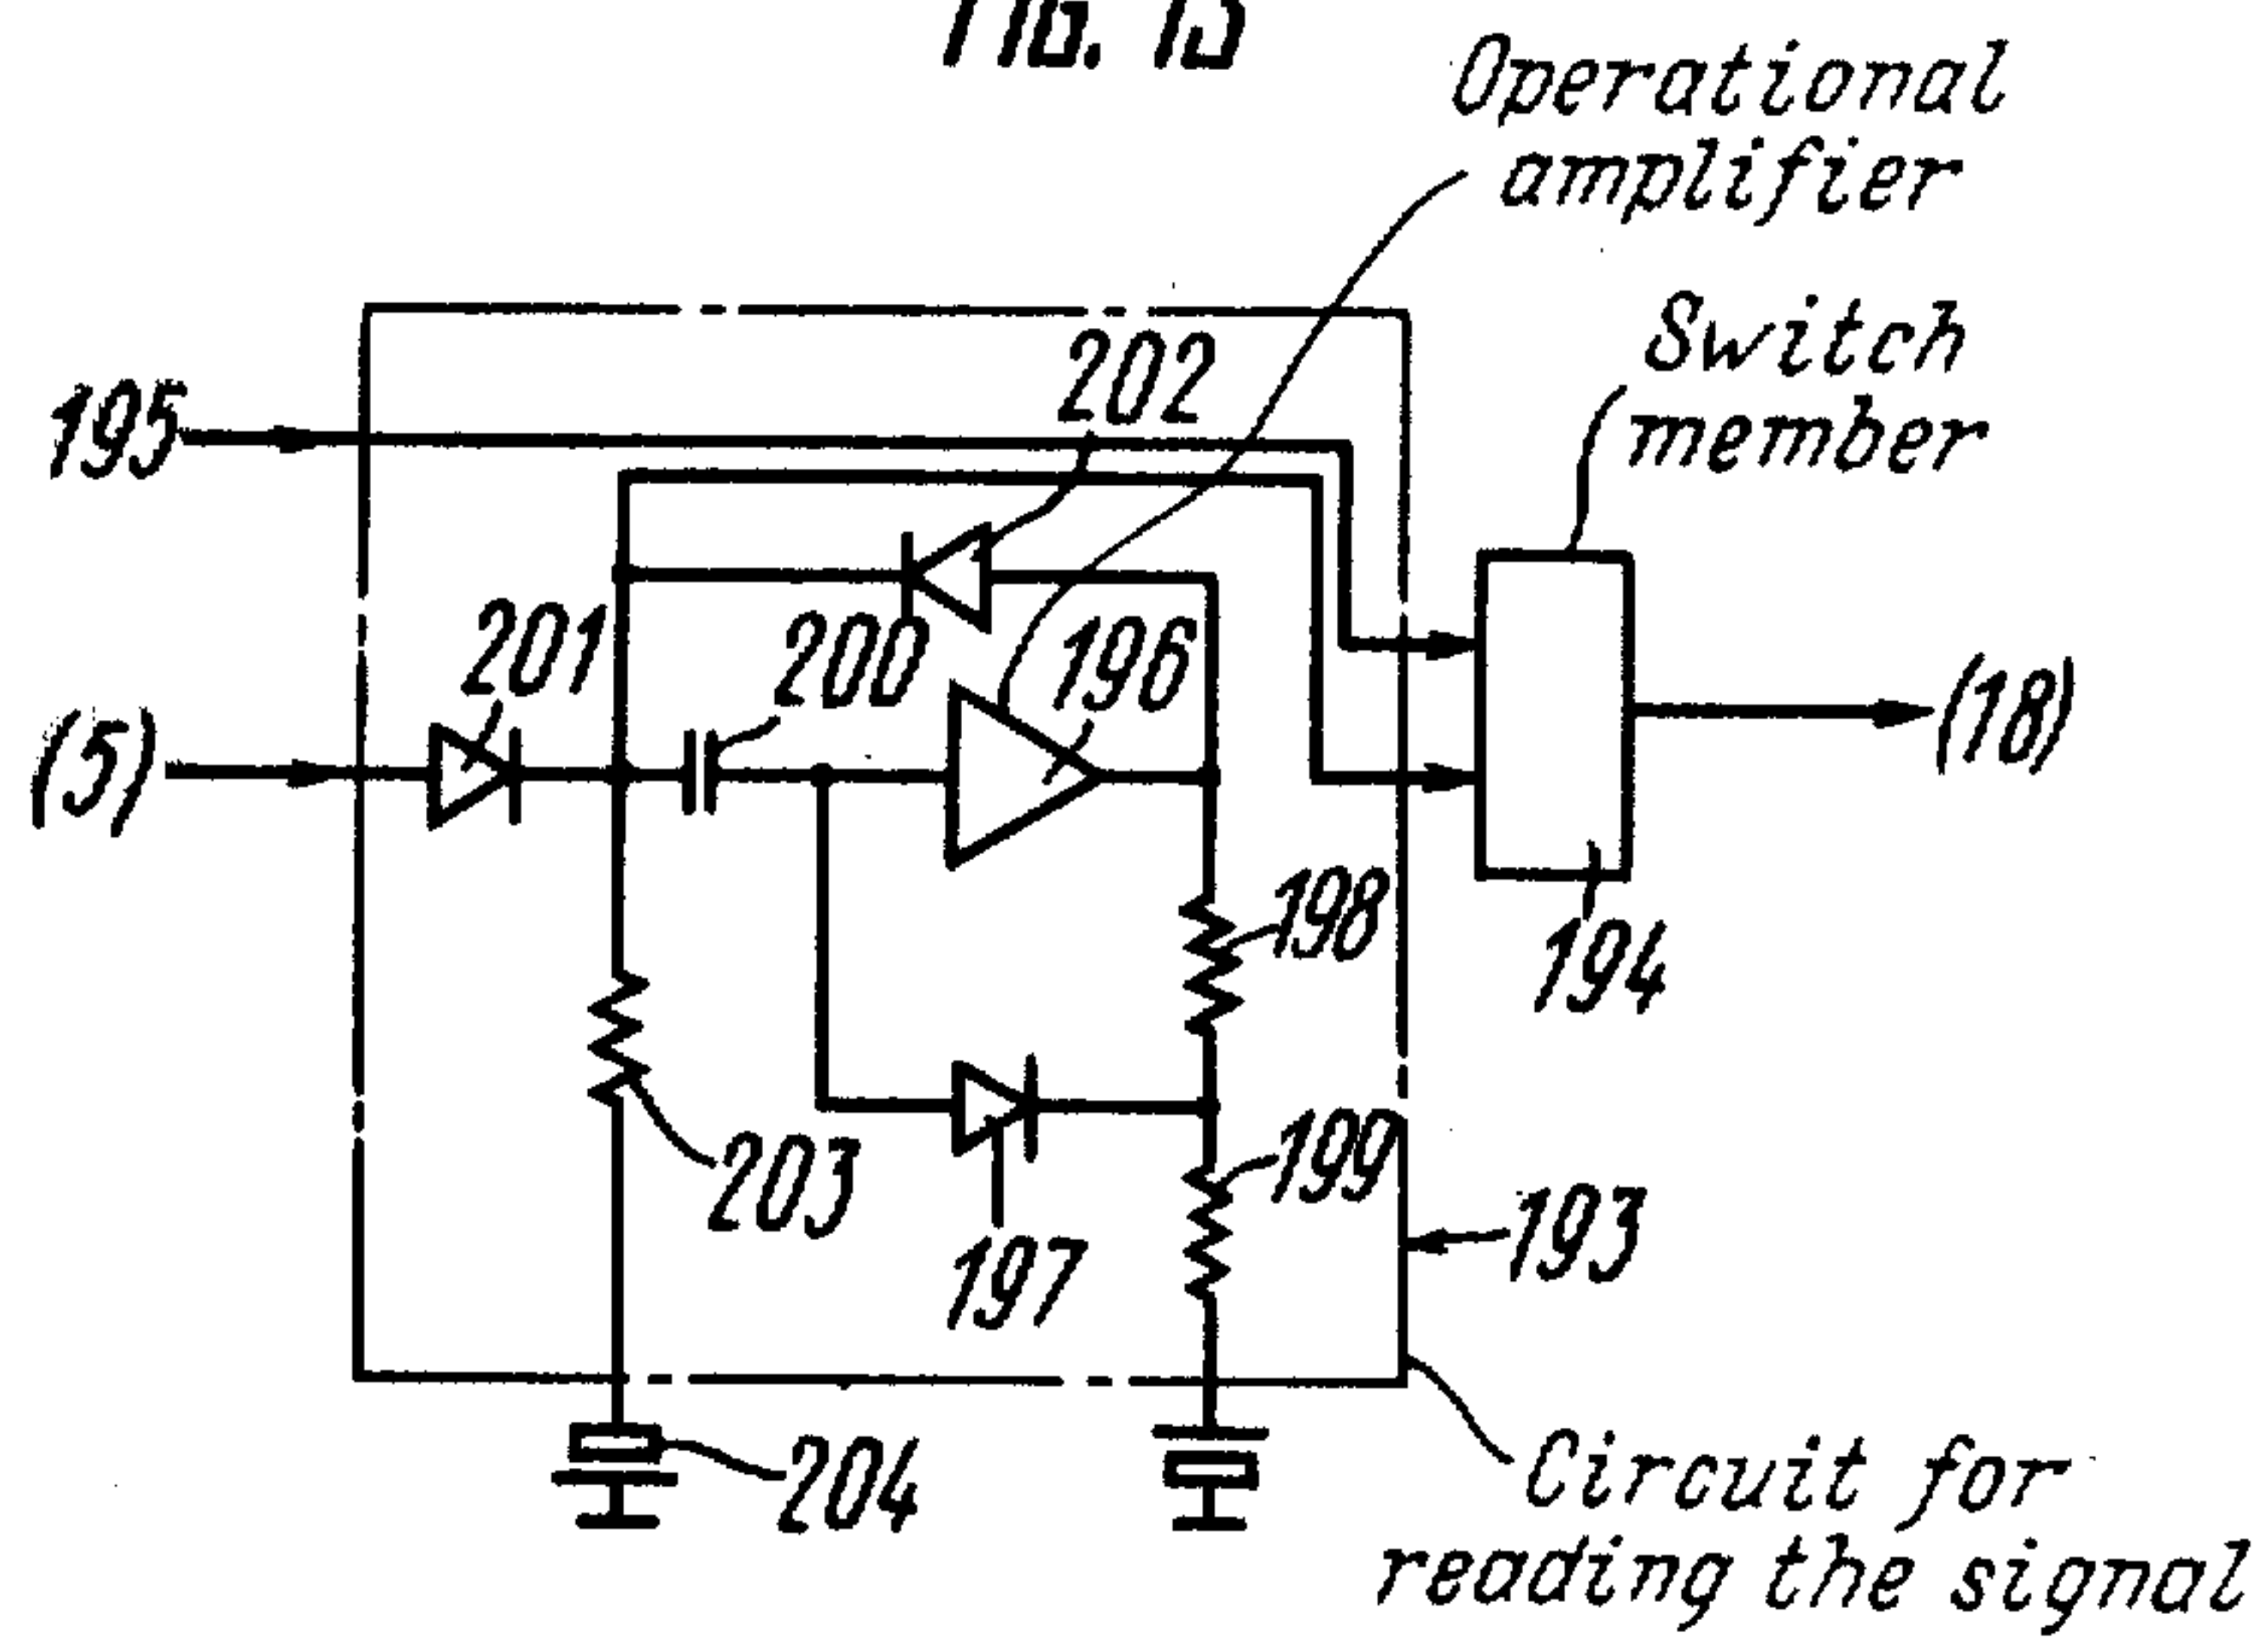 FIG. 13
Operational
amplifier
Switch
member
202
195
201
200
196
(5)
(18)
198
194
203
199
197
193
204
Circuit for
reading the signal